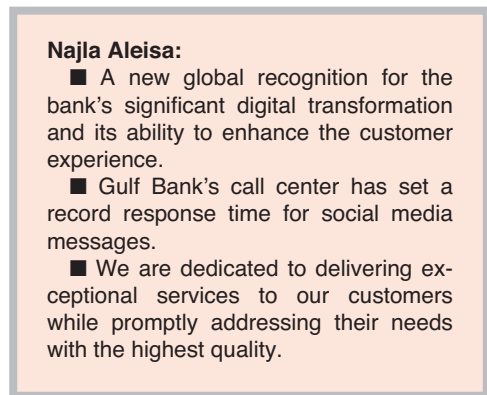 Najla Aleisa:
■ A new global recognition for the
bank's significant digital transformation
and its ability to enhance the customer
experience.
■ Gulf Bank's call center has set a
record response time for social media
messages.
■ We are dedicated to delivering ex-
ceptional services to our customers
while promptly addressing their needs
with the highest quality.